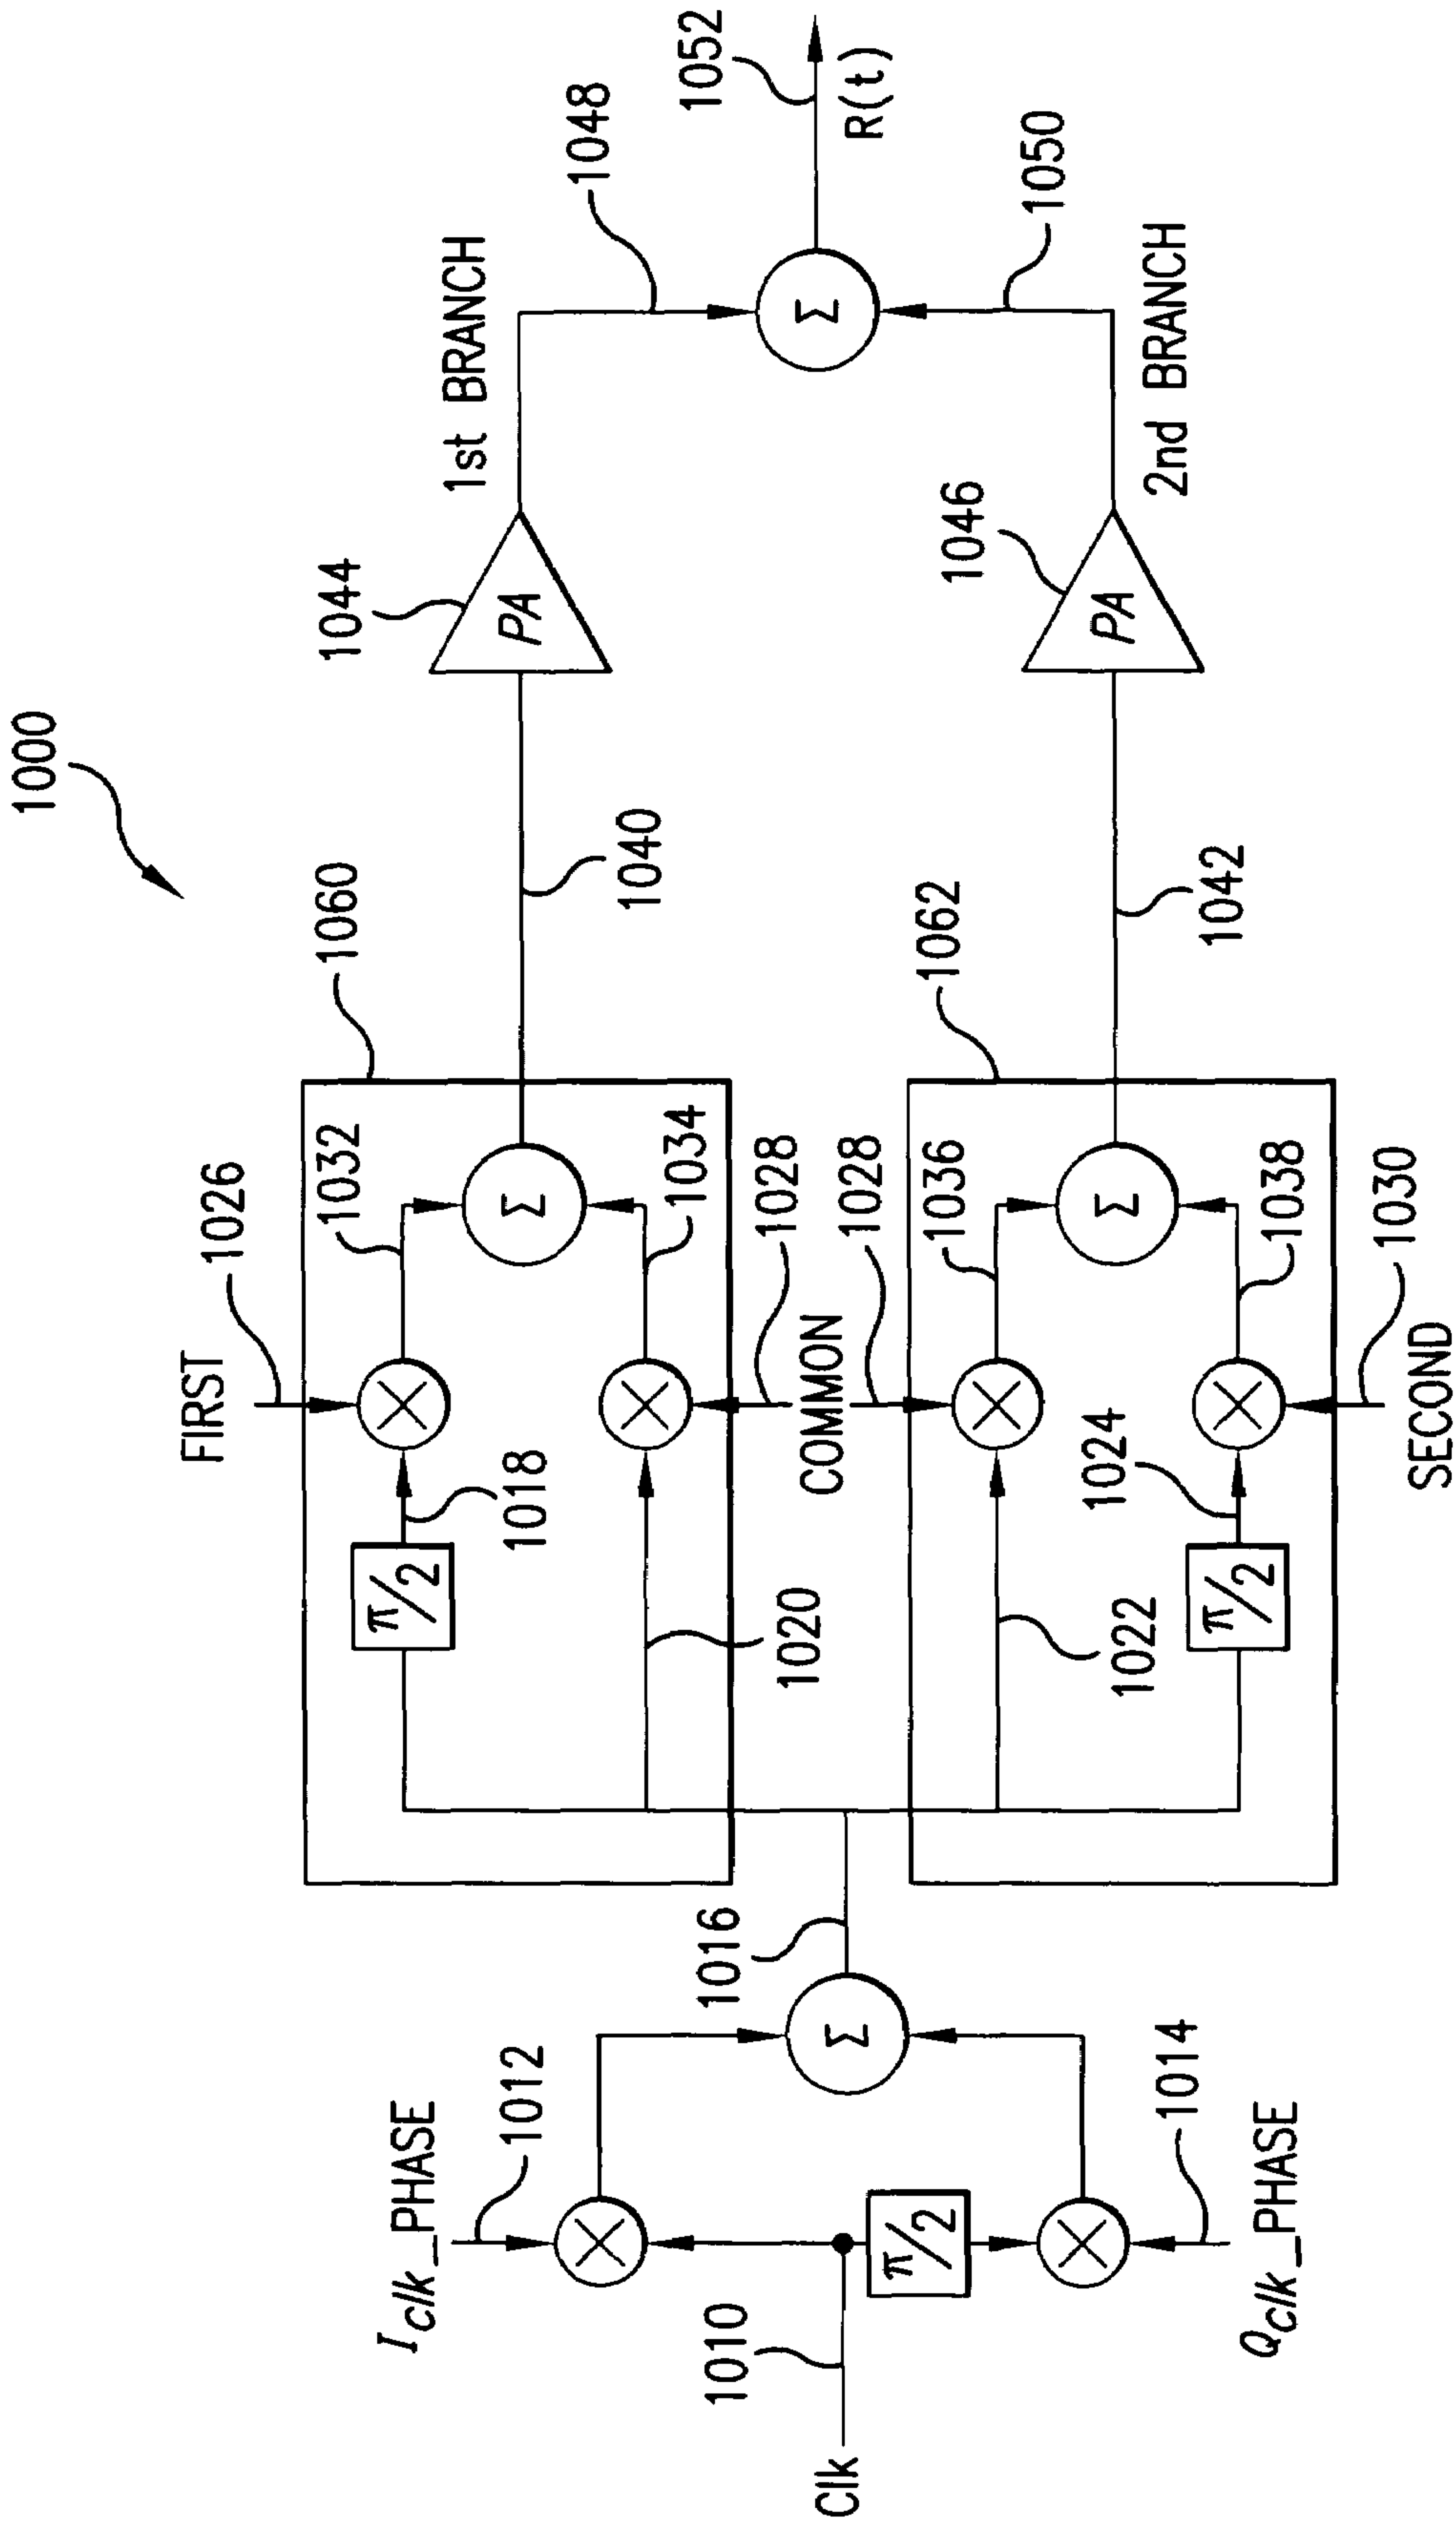 1000
Clk
1010
I_clk_PHASE
1012
π/2
Q_clk_PHASE
1014
Σ
1016
1060
FIRST
1026
π/2
1018
1032
1020
1034
Σ
1028
COMMON
1028
1062
1022
1036
π/2
1024
1038
Σ
SECOND
1030
1040
1042
1044
PA
1046
PA
1st BRANCH
2nd BRANCH
1048
1050
Σ
1052
R(t)